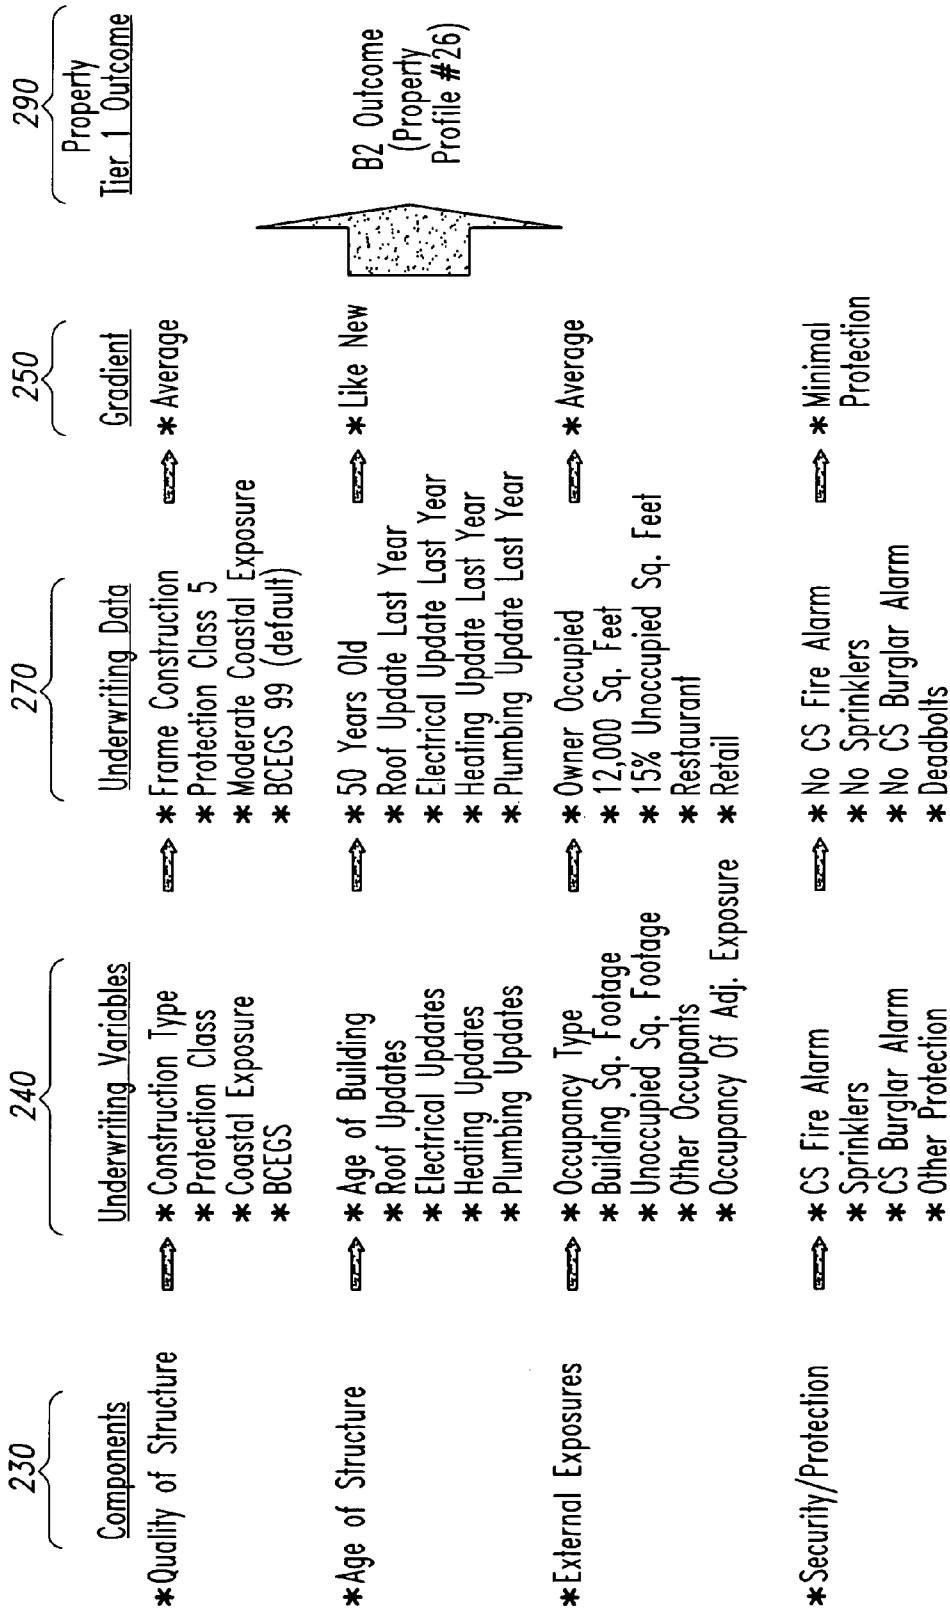 230
Components
*Quality of Structure
*Age of Structure
*External Exposures
*Security/Protection
240
Underwriting Variables
* Construction Type
* Protection Class
* Coastal Exposure
* BCEGS
* Age of Building
* Roof Updates
* Electrical Updates
* Heating Updates
* Plumbing Updates
* Occupancy Type
* Building Sq. Footage
* Unoccupied Sq. Footage
* Other Occupants
* Occupancy Of Adj. Exposure
* CS Fire Alarm
* Sprinklers
* CS Burglar Alarm
* Other Protection
270
Underwriting Data
* Frame Construction
* Protection Class 5
* Moderate Coastal Exposure
* BCEGS 99 (default)
* 50 Years Old
* Roof Update Last Year
* Electrical Update Last Year
* Heating Update Last Year
* Plumbing Update Last Year
* Owner Occupied
* 12,000 Sq. Feet
* 15% Unoccupied Sq. Feet
* Restaurant
* Retail
* No CS Fire Alarm
* No Sprinklers
* No CS Burglar Alarm
* Deadbolts
250
Gradient
* Average
* Like New
* Average
* Minimal
Protection
290
Property
Tier 1 Outcome
B2 Outcome
(Property
Profile #26)